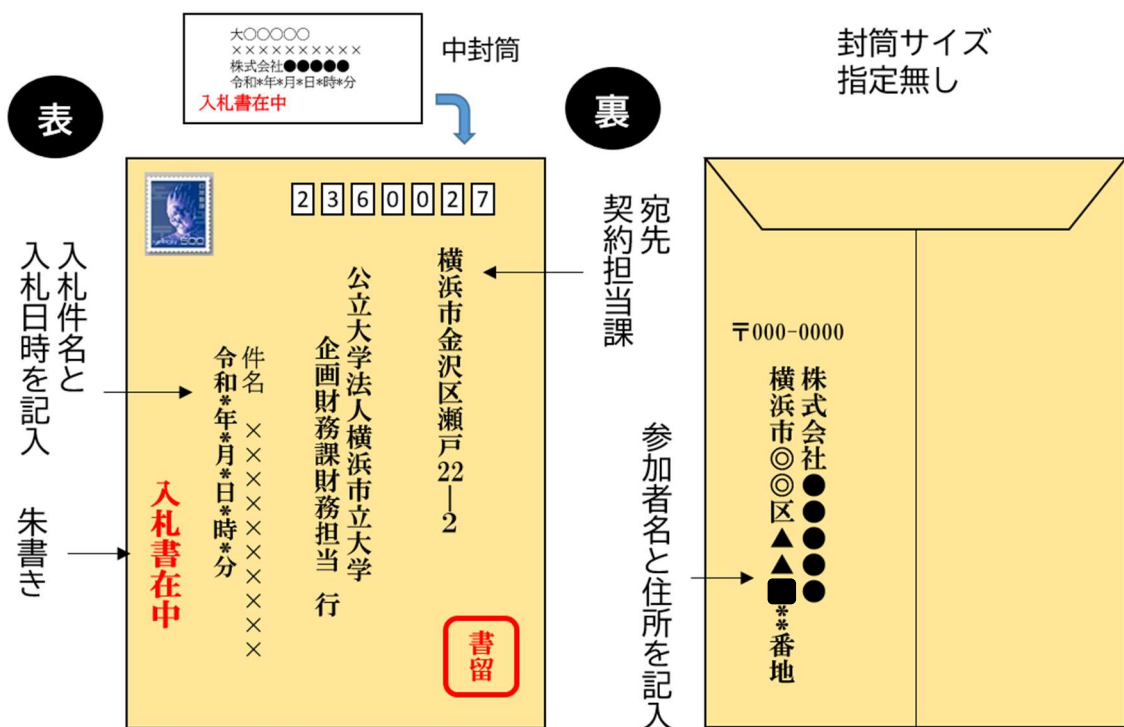 大○○○○○
××××××××××
株式会社●●●●●
令和*年*月*日*時*分
入札書在中
中封筒
封筒サイズ
指定無し
表
裏
2360027
500
横浜市金沢区瀬戸22―2
公立大学法人横浜市立大学
企画財務課財務担当 行
件名 ××××××××××
令和*年*月*日*時*分
入札書在中
書留
入札件名と
入札日時を記入
朱書き
宛先
契約担当課
〒000-0000
株式会社●●●●●
横浜市◎◎区▲▲■**番地
参加者名と住所を記入